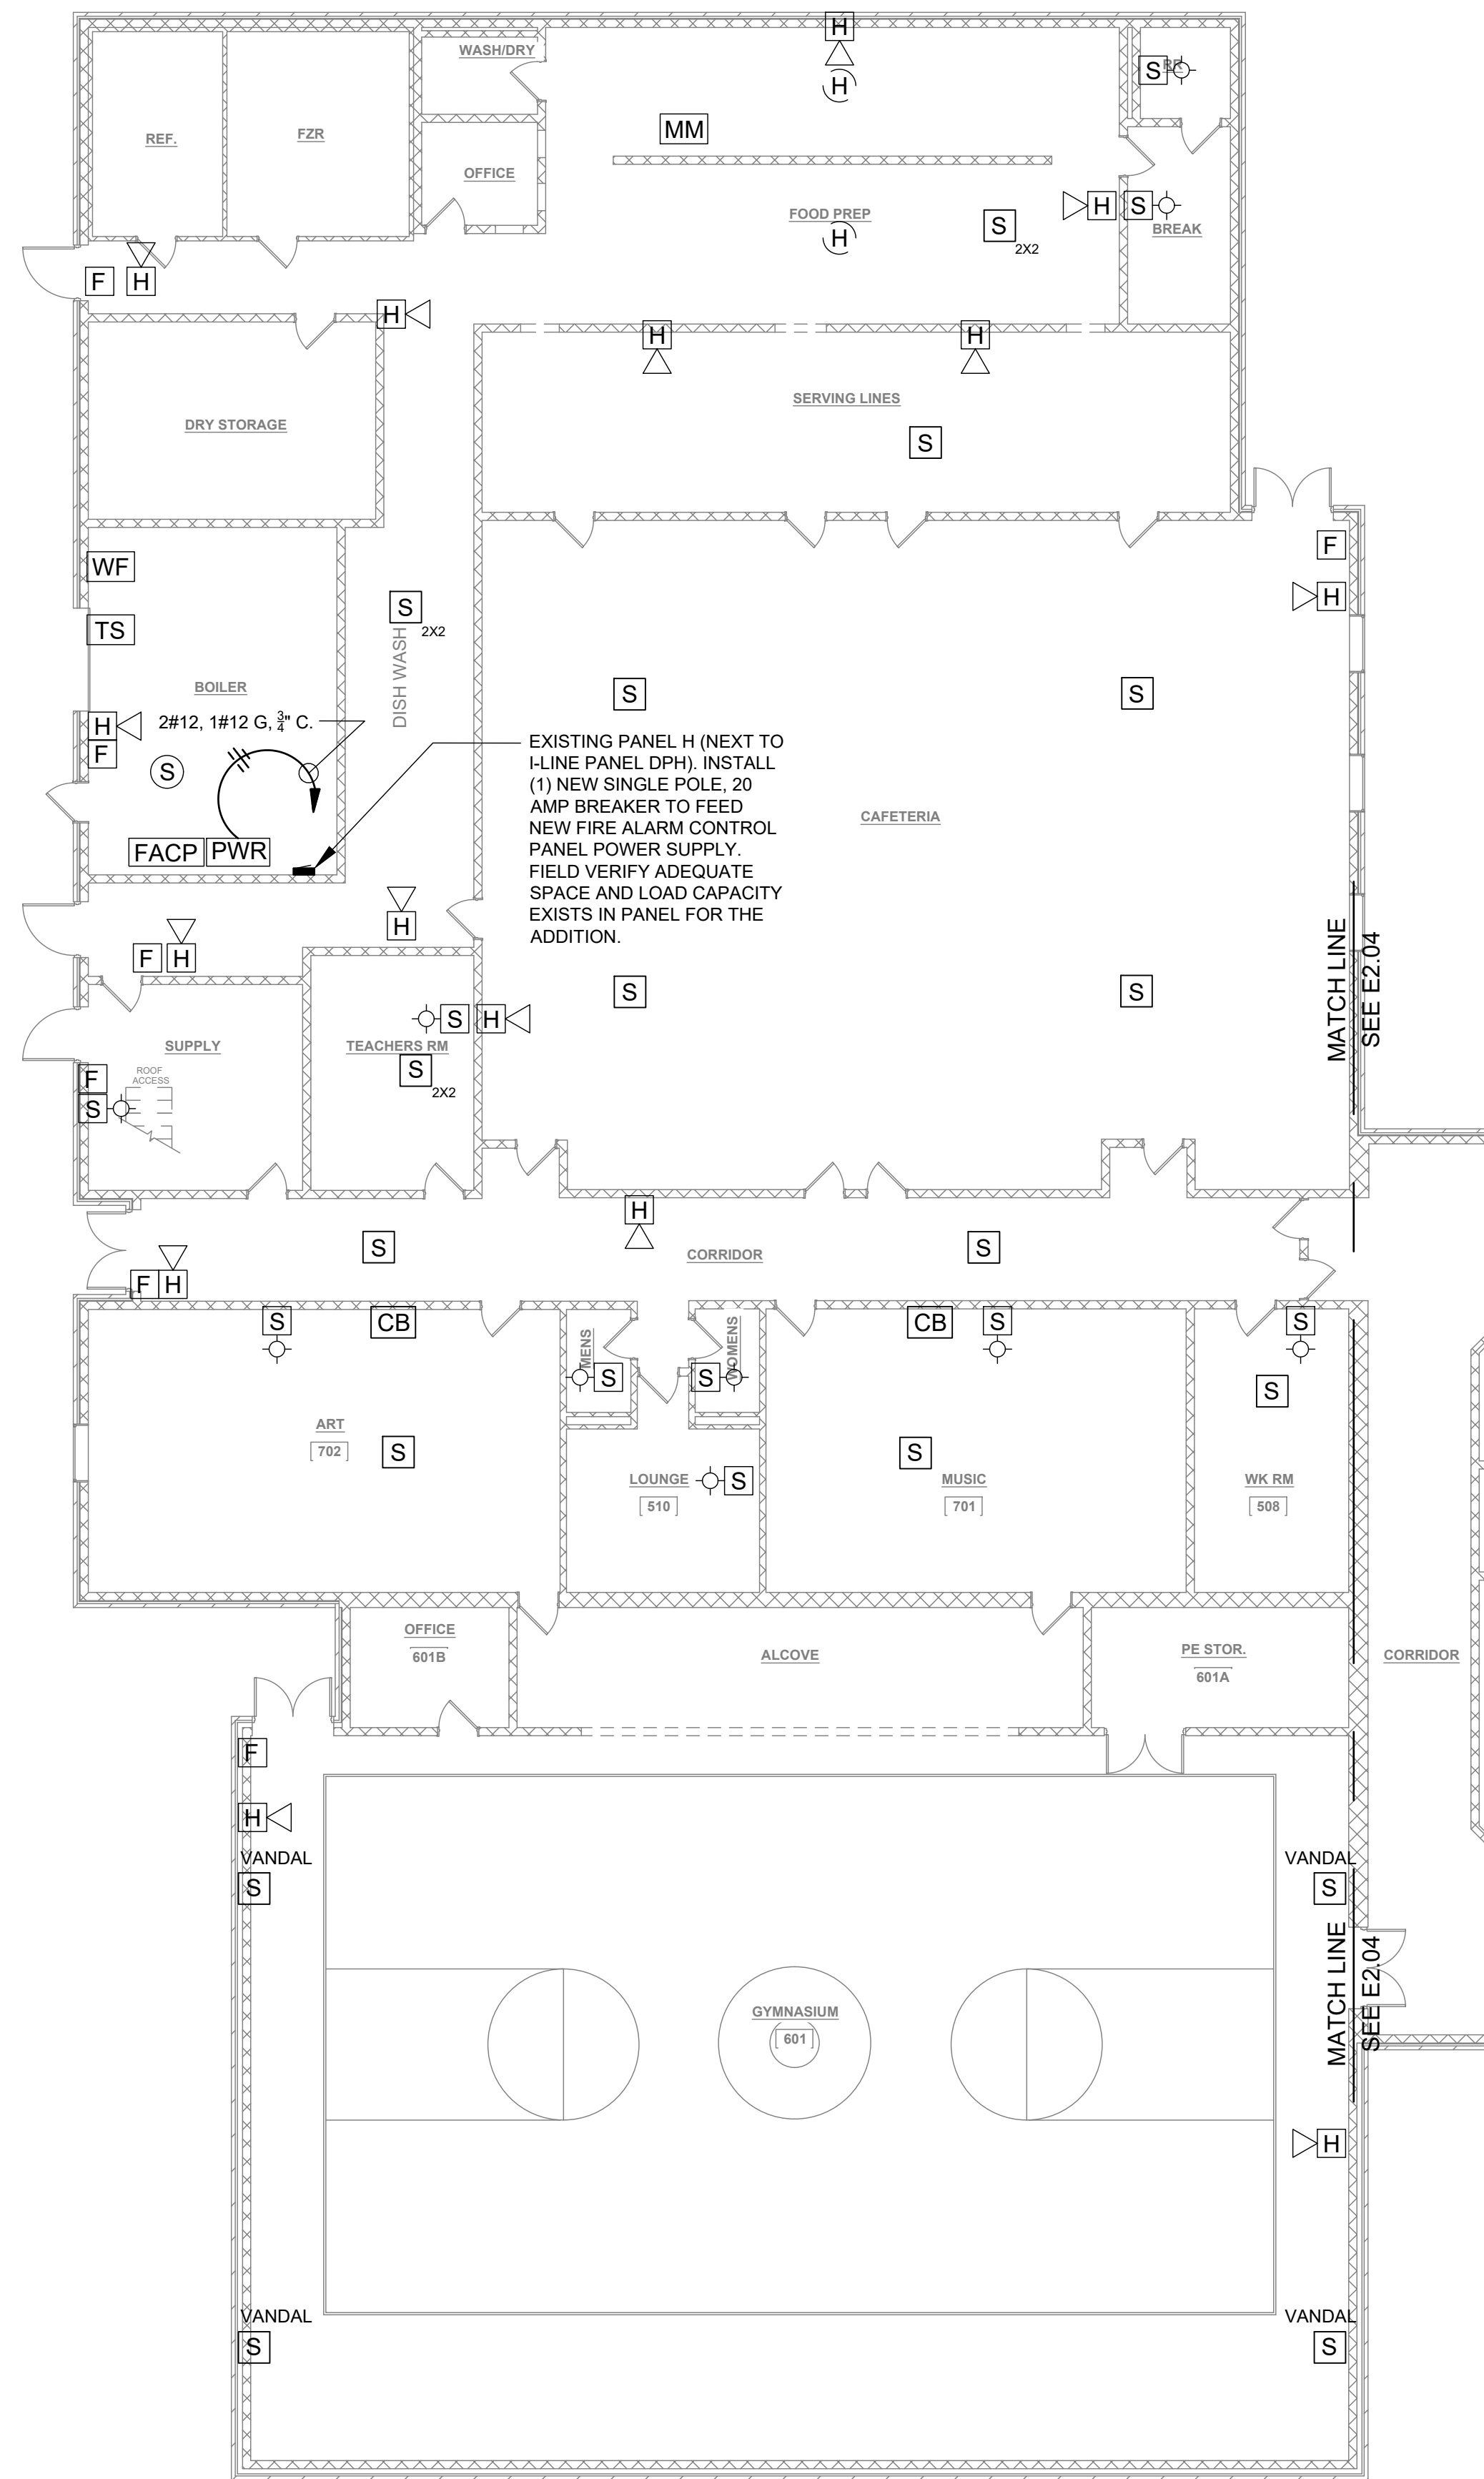 H
WASH/DRY
S
RR
H
MM
REF.
FZR
OFFICE
FOOD PREP
H
S
2X2
H
S
BREAK
F
H
H
H
H
SERVING LINES
DRY STORAGE
S
F
WF
H
S
2X2
TS
DISH WASH
BOILER
S
S
H
F
2#12, 1#12 G, 3/4" C.
S
EXISTING PANEL H (NEXT TO
I-LINE PANEL DPH). INSTALL
(1) NEW SINGLE POLE, 20
AMP BREAKER TO FEED
NEW FIRE ALARM CONTROL
PANEL POWER SUPPLY.
FIELD VERIFY ADEQUATE
SPACE AND LOAD CAPACITY
EXISTS IN PANEL FOR THE
ADDITION.
CAFETERIA
FACP
PWR
H
F
H
S
S
MATCH LINE
SEE E2.04
S
H
SUPPLY
TEACHERS RM
S
2X2
ROOF
ACCESS
F
S
H
S
CORRIDOR
S
F
H
S
CB
MENS
S
WOMENS
S
CB
S
S
S
ART
702
S
LOUNGE
510
S
S
MUSIC
701
WK RM
508
OFFICE
601B
ALCOVE
PE STOR.
601A
CORRIDOR
F
H
VANDAL
S
VANDAL
S
MATCH LINE
SEE E2.04
GYMNASIUM
601
H
VANDAL
S
VANDAL
S